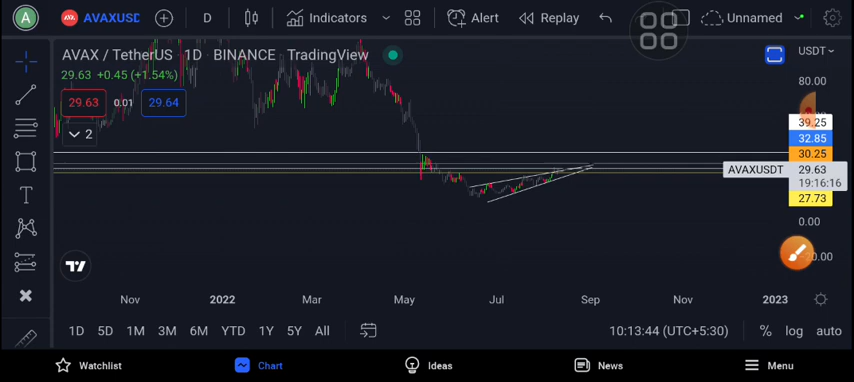 A AVAXUSD D Indicators Alert Replay Unnamed
AVAX / TetherUS · 1D · BINANCE · TradingView
USDT
29.63 +0.45 (+1.54%)
80.00
29.63 0.01 29.64
39.25
2
32.85
30.25
AVAXUSDT 29.63
19:16:16
27.73
T
0.00
Nov 2022 Mar May Jul Sep Nov 2023
1D 5D 1M 3M 6M YTD 1Y 5Y All 10:13:44 (UTC+5:30) % log auto
Watchlist Chart Ideas News Menu